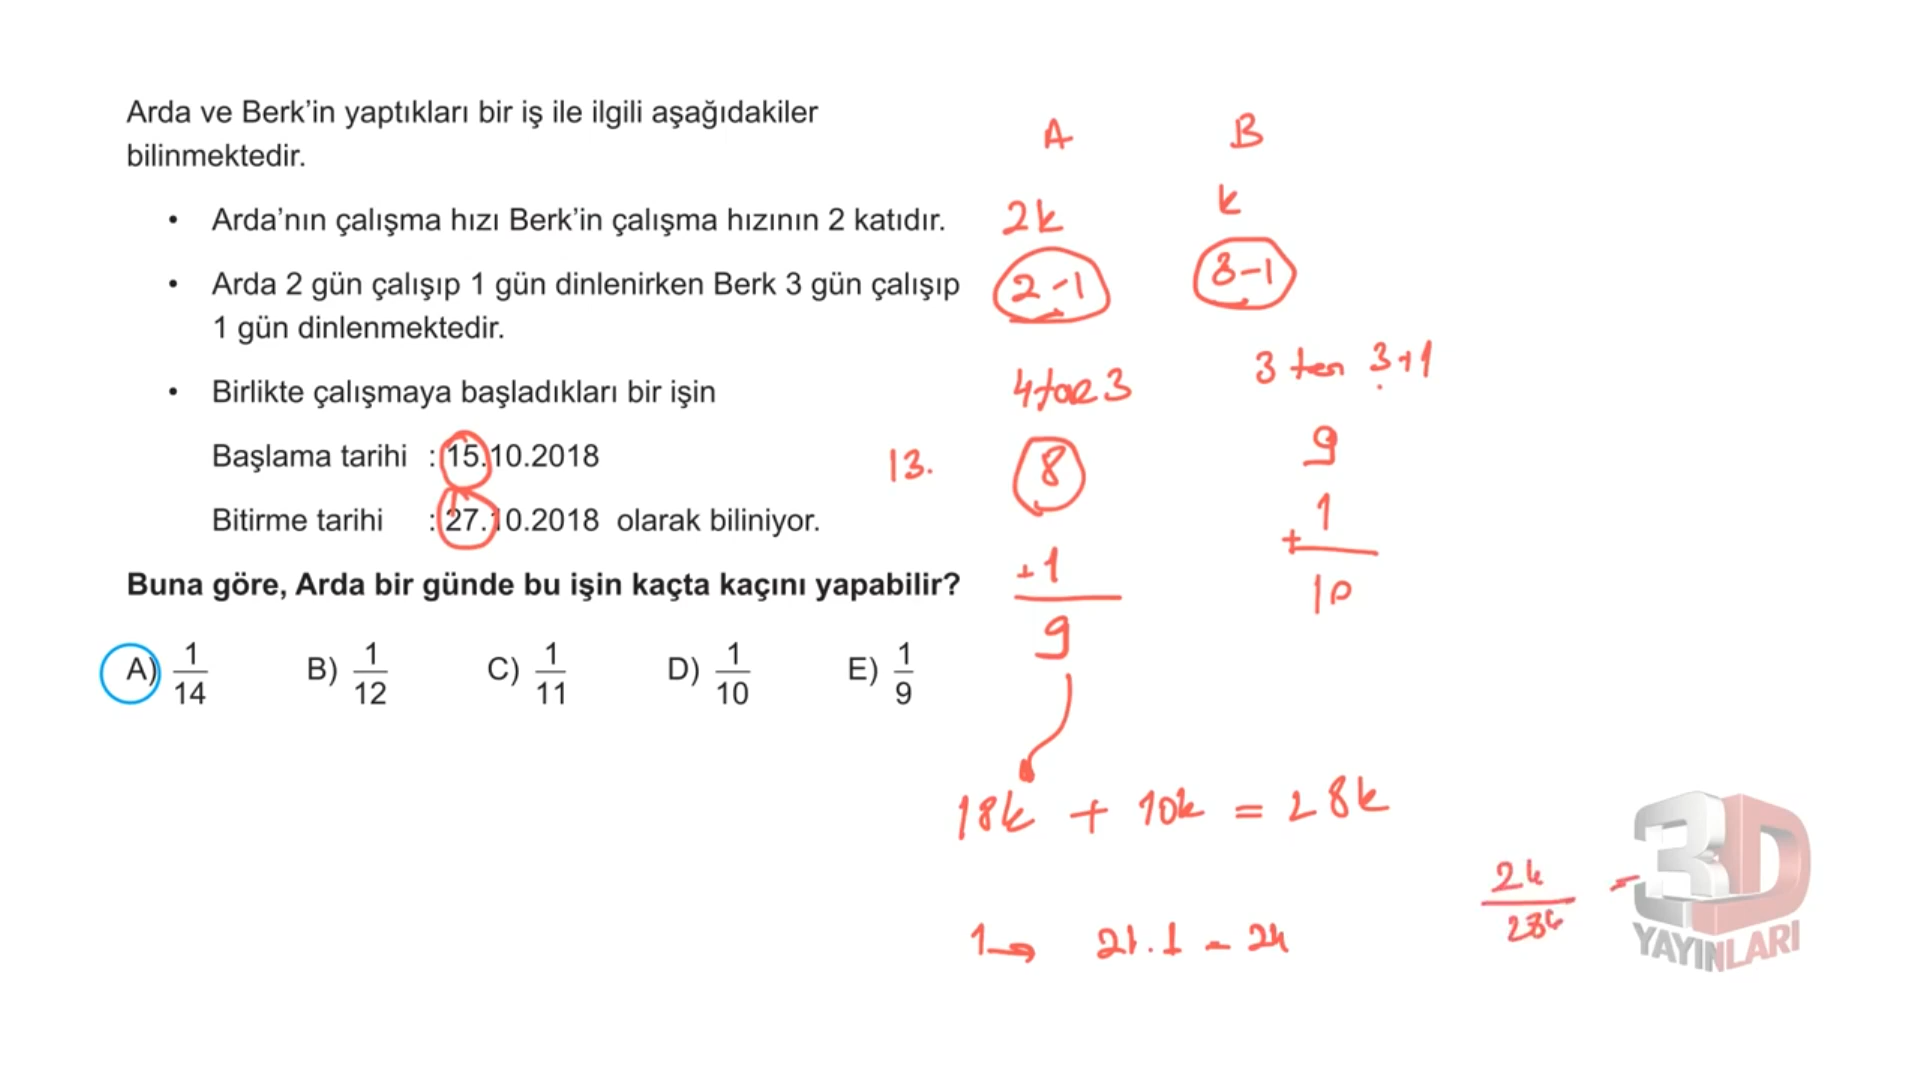 Arda ve Berk'in yaptıkları bir iş ile ilgili aşağıdakiler
bilinmektedir.
• Arda'nın çalışma hızı Berk'in çalışma hızının 2 katıdır.
• Arda 2 gün çalışıp 1 gün dinlenirken Berk 3 gün çalışıp
1 gün dinlenmektedir.
• Birlikte çalışmaya başladıkları bir işin
Başlama tarihi : 15.10.2018
Bitirme tarihi : 27.10.2018 olarak biliniyor.
Buna göre, Arda bir günde bu işin kaçta kaçını yapabilir?
A) 1/14 B) 1/12 C) 1/11 D) 1/10 E) 1/9
A B
2k k
2-1 3-1
4 tane 3 3 ten 3+1
13. 8 9
+1 +1
9 10
18k + 10k = 28k
1→ 2k.1 = 2k
2k/28k =
3D
YAYINLARI